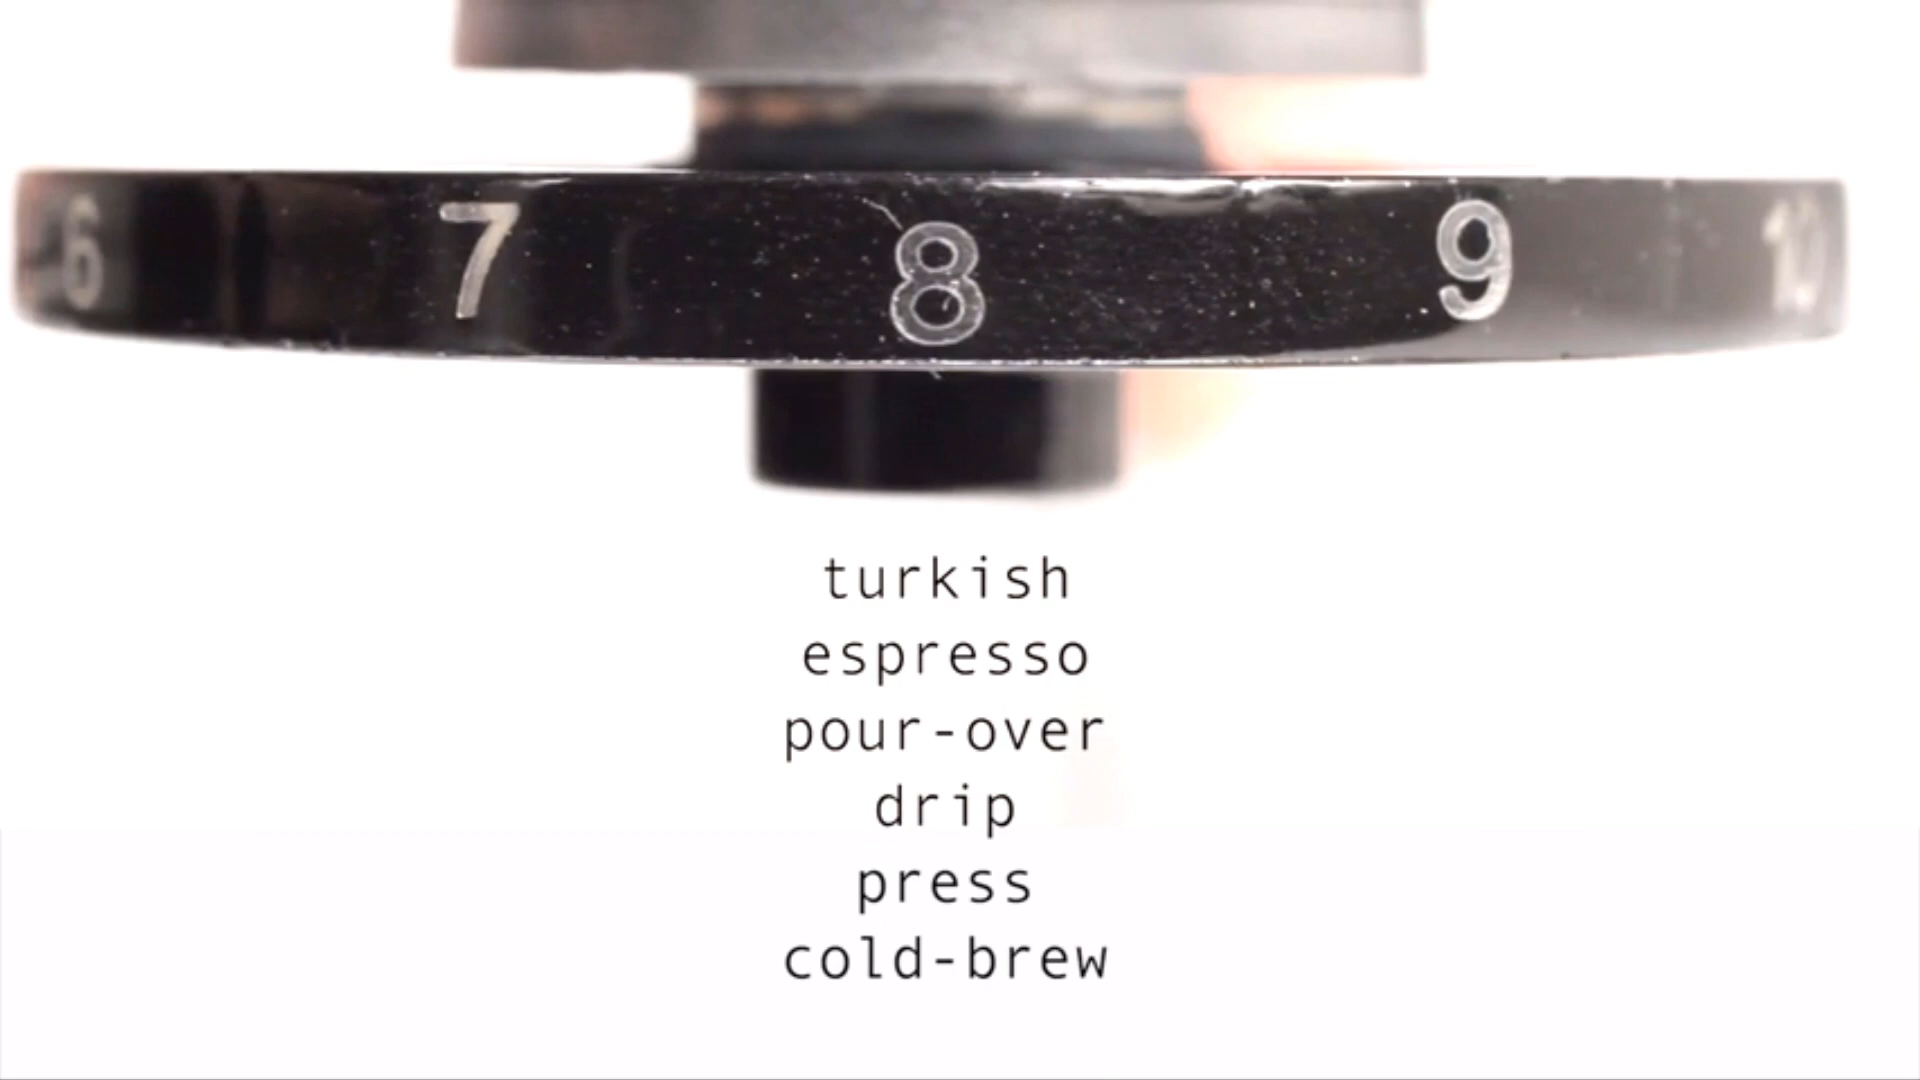 6 7 8 9 10
turkish
espresso
pour-over
drip
press
cold-brew